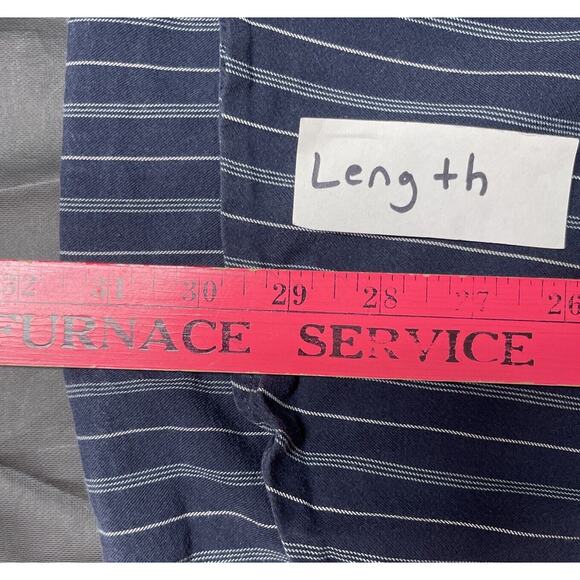 Length
32 31 30 29 28 27 26
FURNACE SERVICE